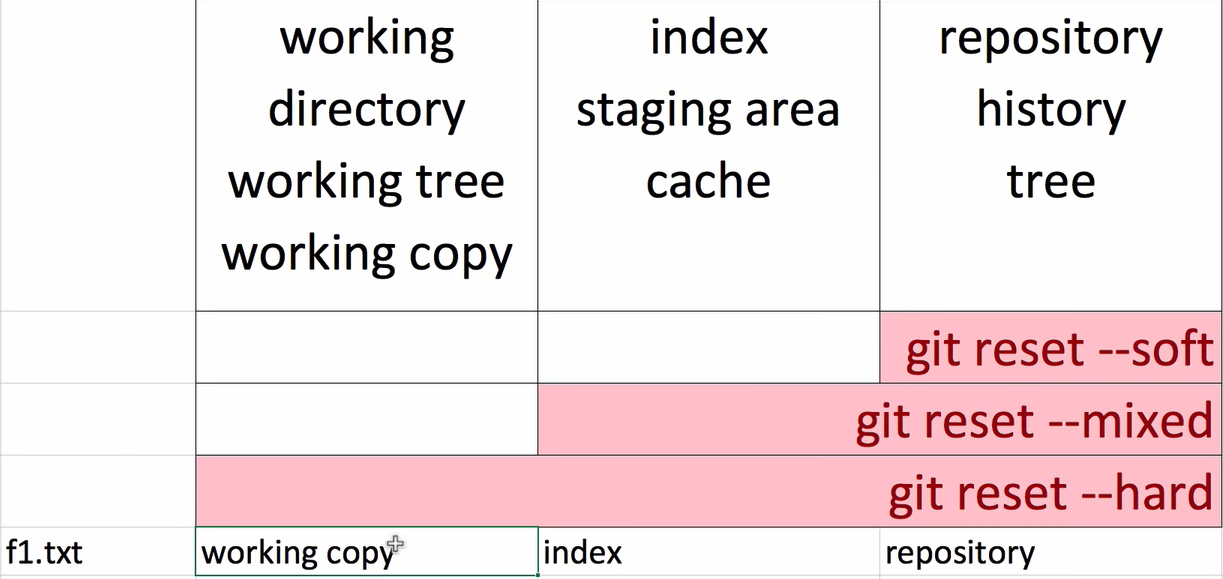 working
directory
working tree
working copy
index
staging area
cache
repository
history
tree
git reset --soft
git reset --mixed
git reset --hard
f1.txt
working copy
index
repository